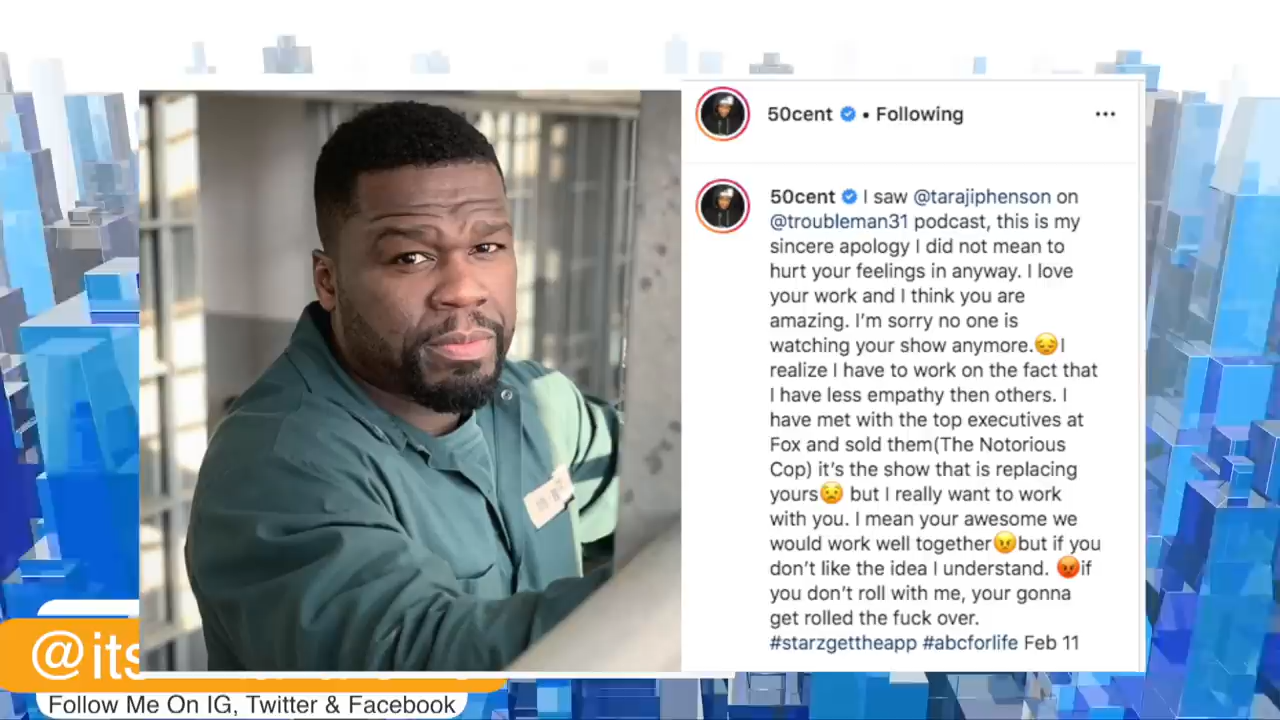 50cent • Following
50cent I saw @tarajiphenson on
@troubleman31 podcast, this is my
sincere apology I did not mean to
hurt your feelings in anyway. I love
your work and I think you are
amazing. I'm sorry no one is
watching your show anymore.😔I
realize I have to work on the fact that
I have less empathy then others. I
have met with the top executives at
Fox and sold them(The Notorious
Cop) it's the show that is replacing
yours😟 but I really want to work
with you. I mean your awesome we
would work well together😠but if you
don't like the idea I understand. 😡if
you don't roll with me, your gonna
get rolled the fuck over.
#starzgettheapp #abcforlife Feb 11
@its
Follow Me On IG, Twitter & Facebook